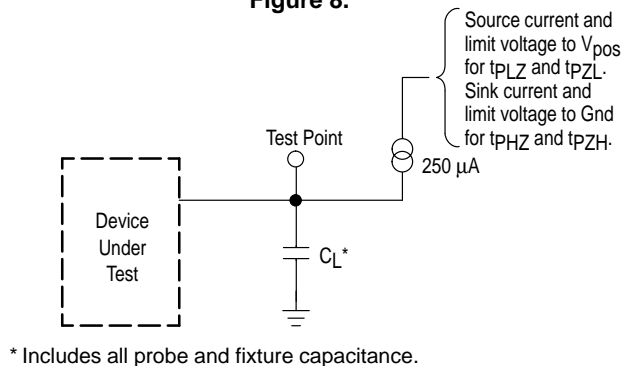 Figure 8.
Source current and
limit voltage to Vpos
for tPLZ and tPZL.
Sink current and
limit voltage to Gnd
for tPHZ and tPZH.
Test Point
250 µA
Device
Under
Test
CL*
* Includes all probe and fixture capacitance.